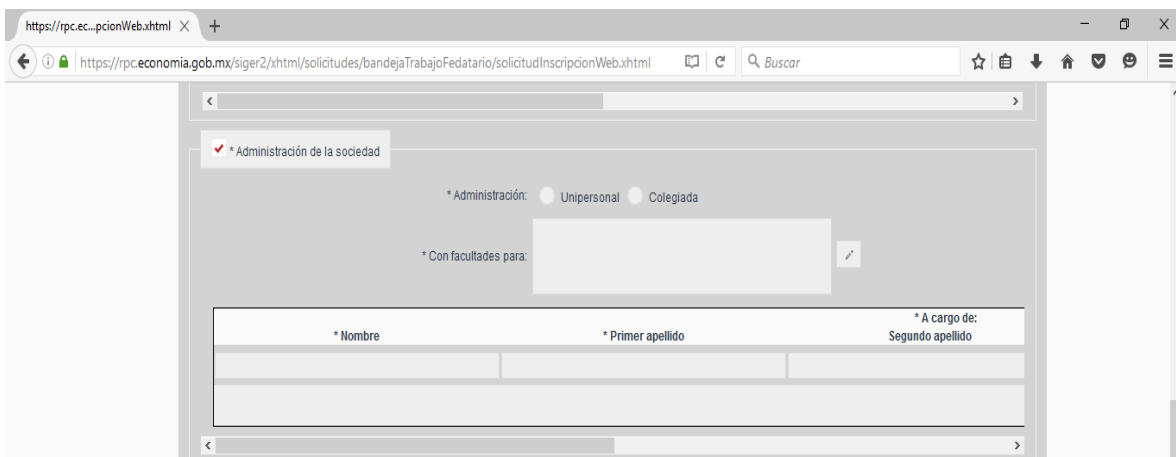 https://rpc.ec...pcionWeb.xhtml
https://rpc.economia.gob.mx/siger2/xhtml/solicitudes/bandejaTrabajoFedatario/solicitudInscripcionWeb.xhtml
Buscar
* Administración de la sociedad
* Administración: Unipersonal Colegiada
* Con facultades para:
* A cargo de:
* Nombre * Primer apellido Segundo apellido